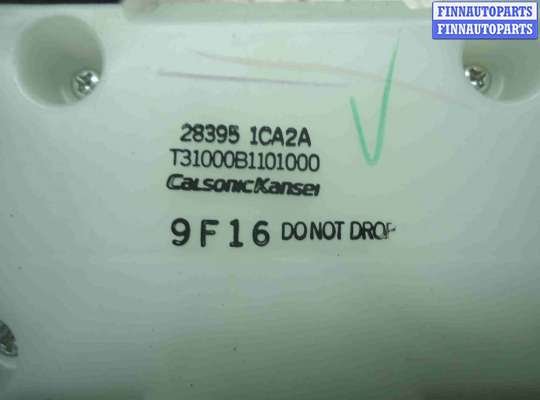 FINNAUTOPARTS
FINNAUTOPARTS
28395 1CA2A
T31000B1101000
CalsonicKansei
9F16 DO NOT DROP